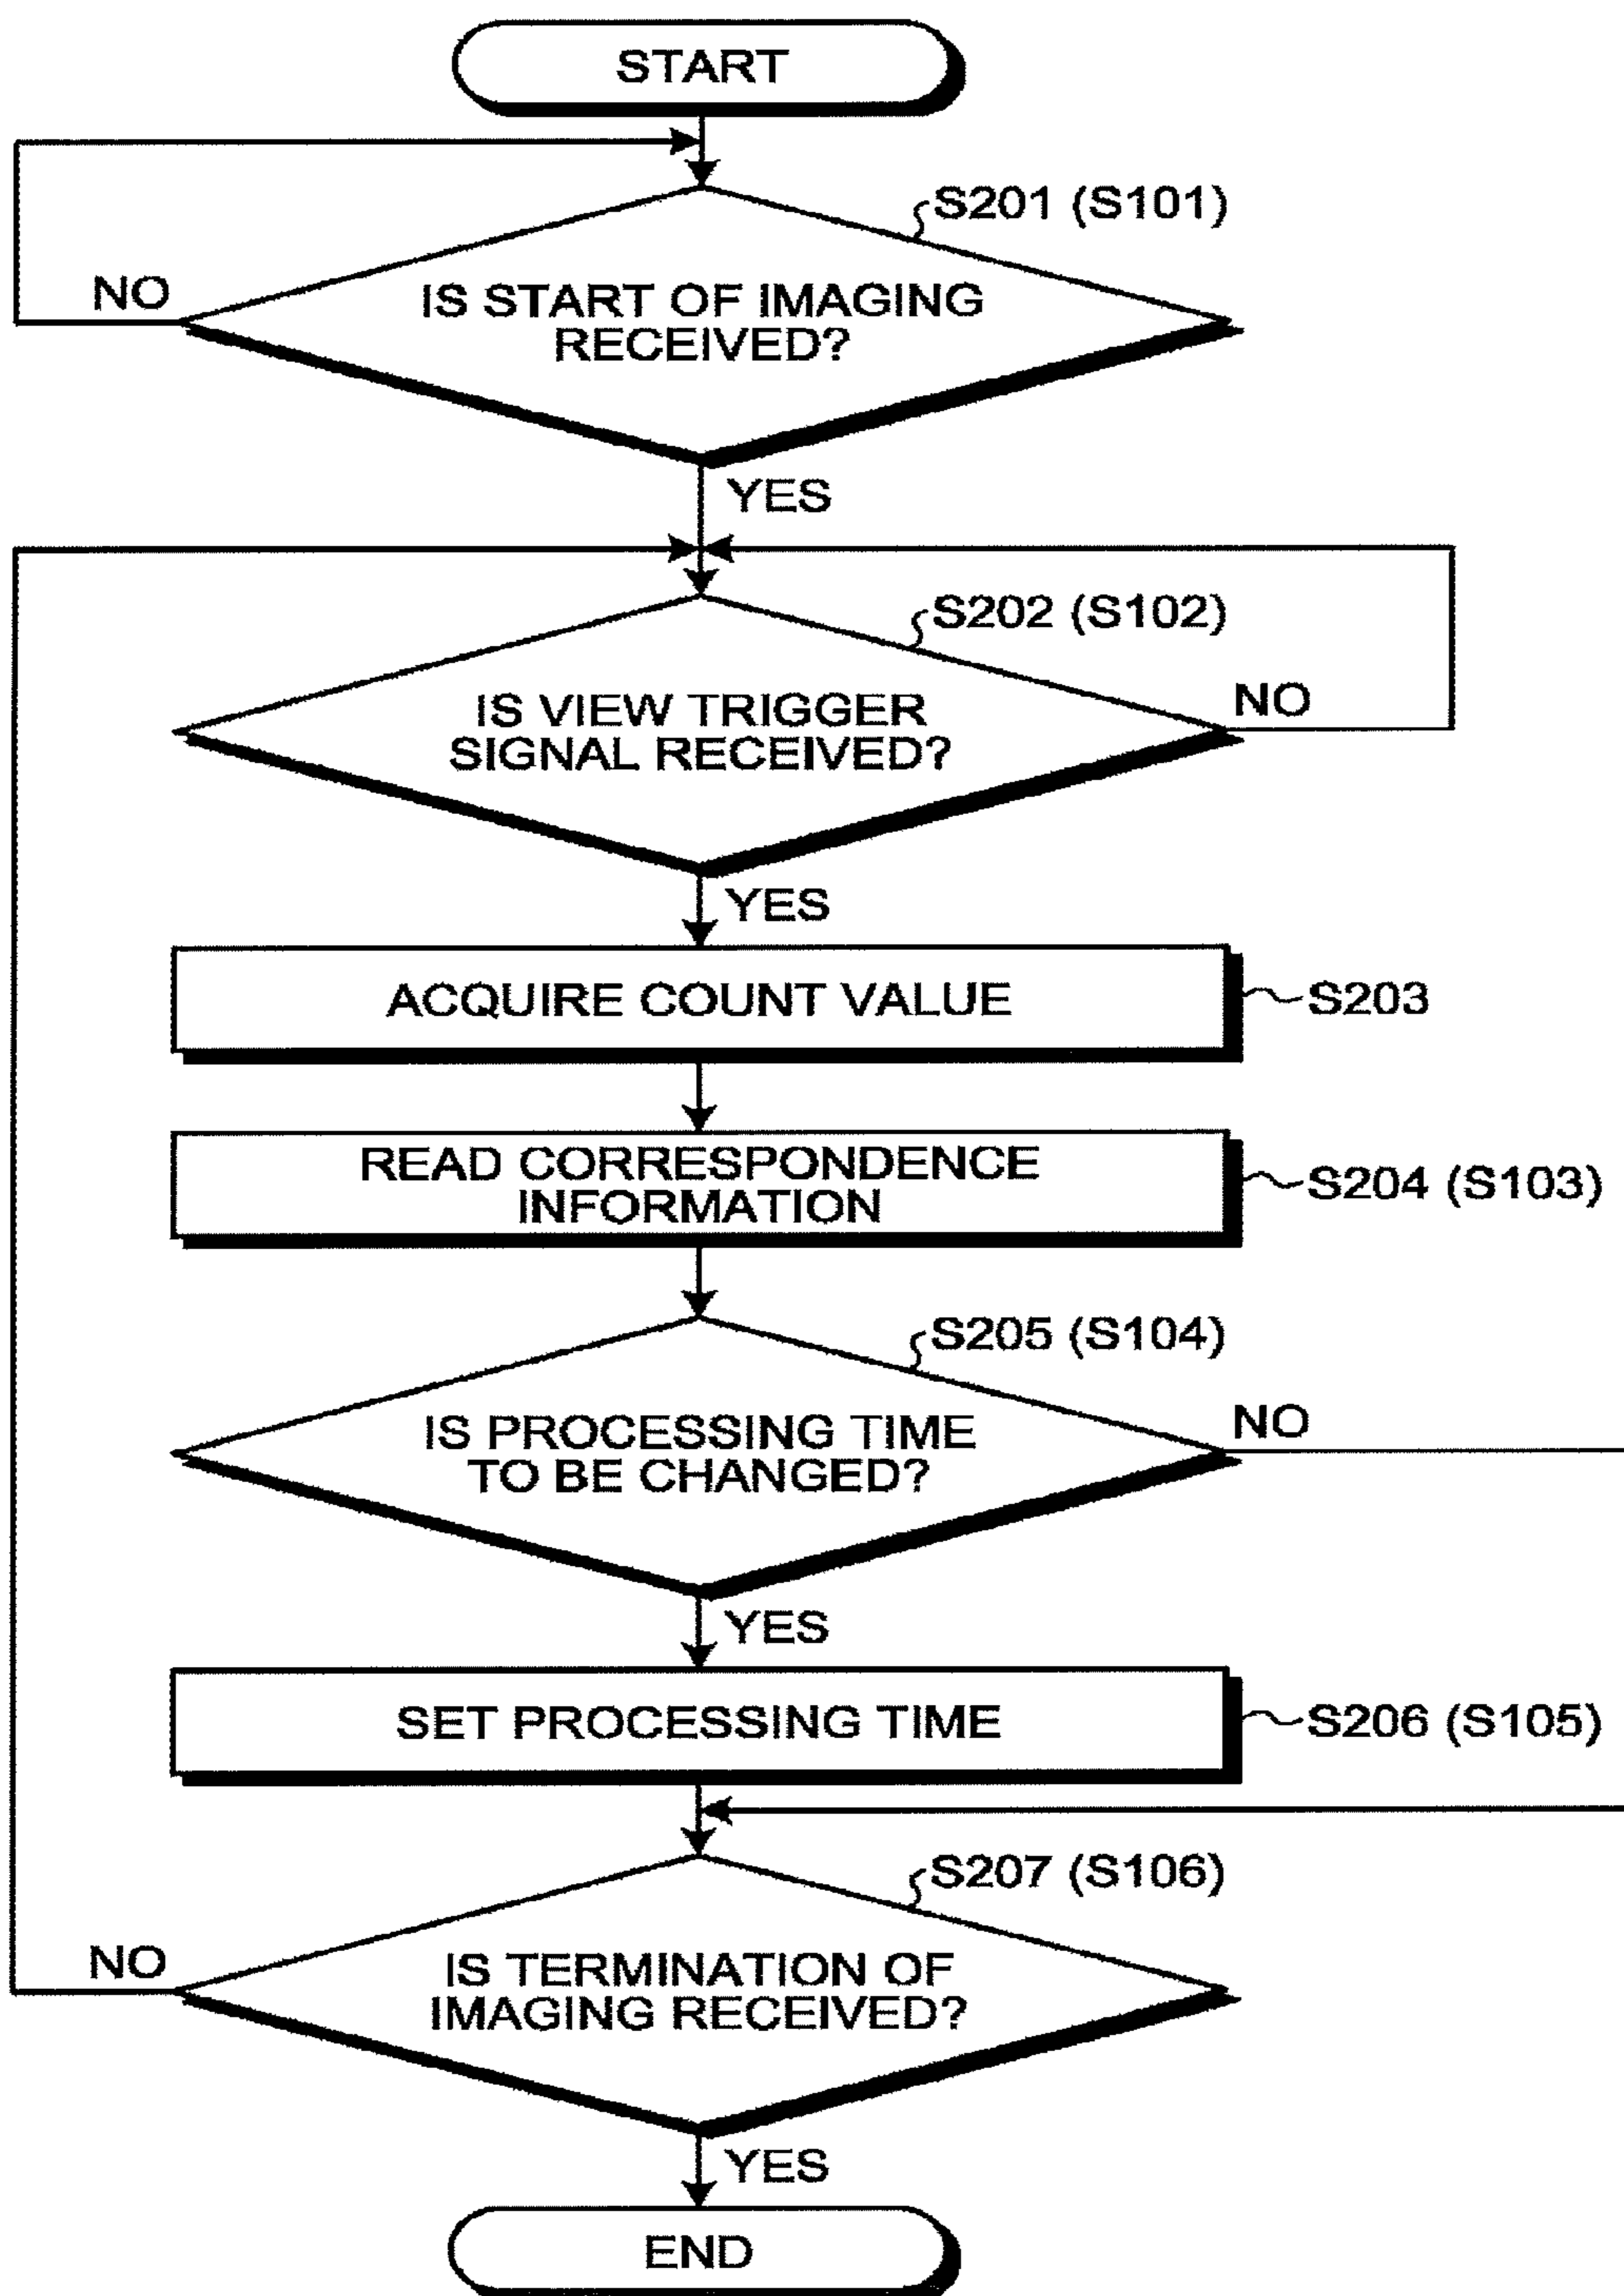 START
S201 (S101)
NO
IS START OF IMAGING
RECEIVED?
YES
S202 (S102)
IS VIEW TRIGGER
SIGNAL RECEIVED?
NO
YES
ACQUIRE COUNT VALUE
S203
READ CORRESPONDENCE
INFORMATION
S204 (S103)
S205 (S104)
IS PROCESSING TIME
TO BE CHANGED?
NO
YES
SET PROCESSING TIME
S206 (S105)
S207 (S106)
NO
IS TERMINATION OF
IMAGING RECEIVED?
YES
END